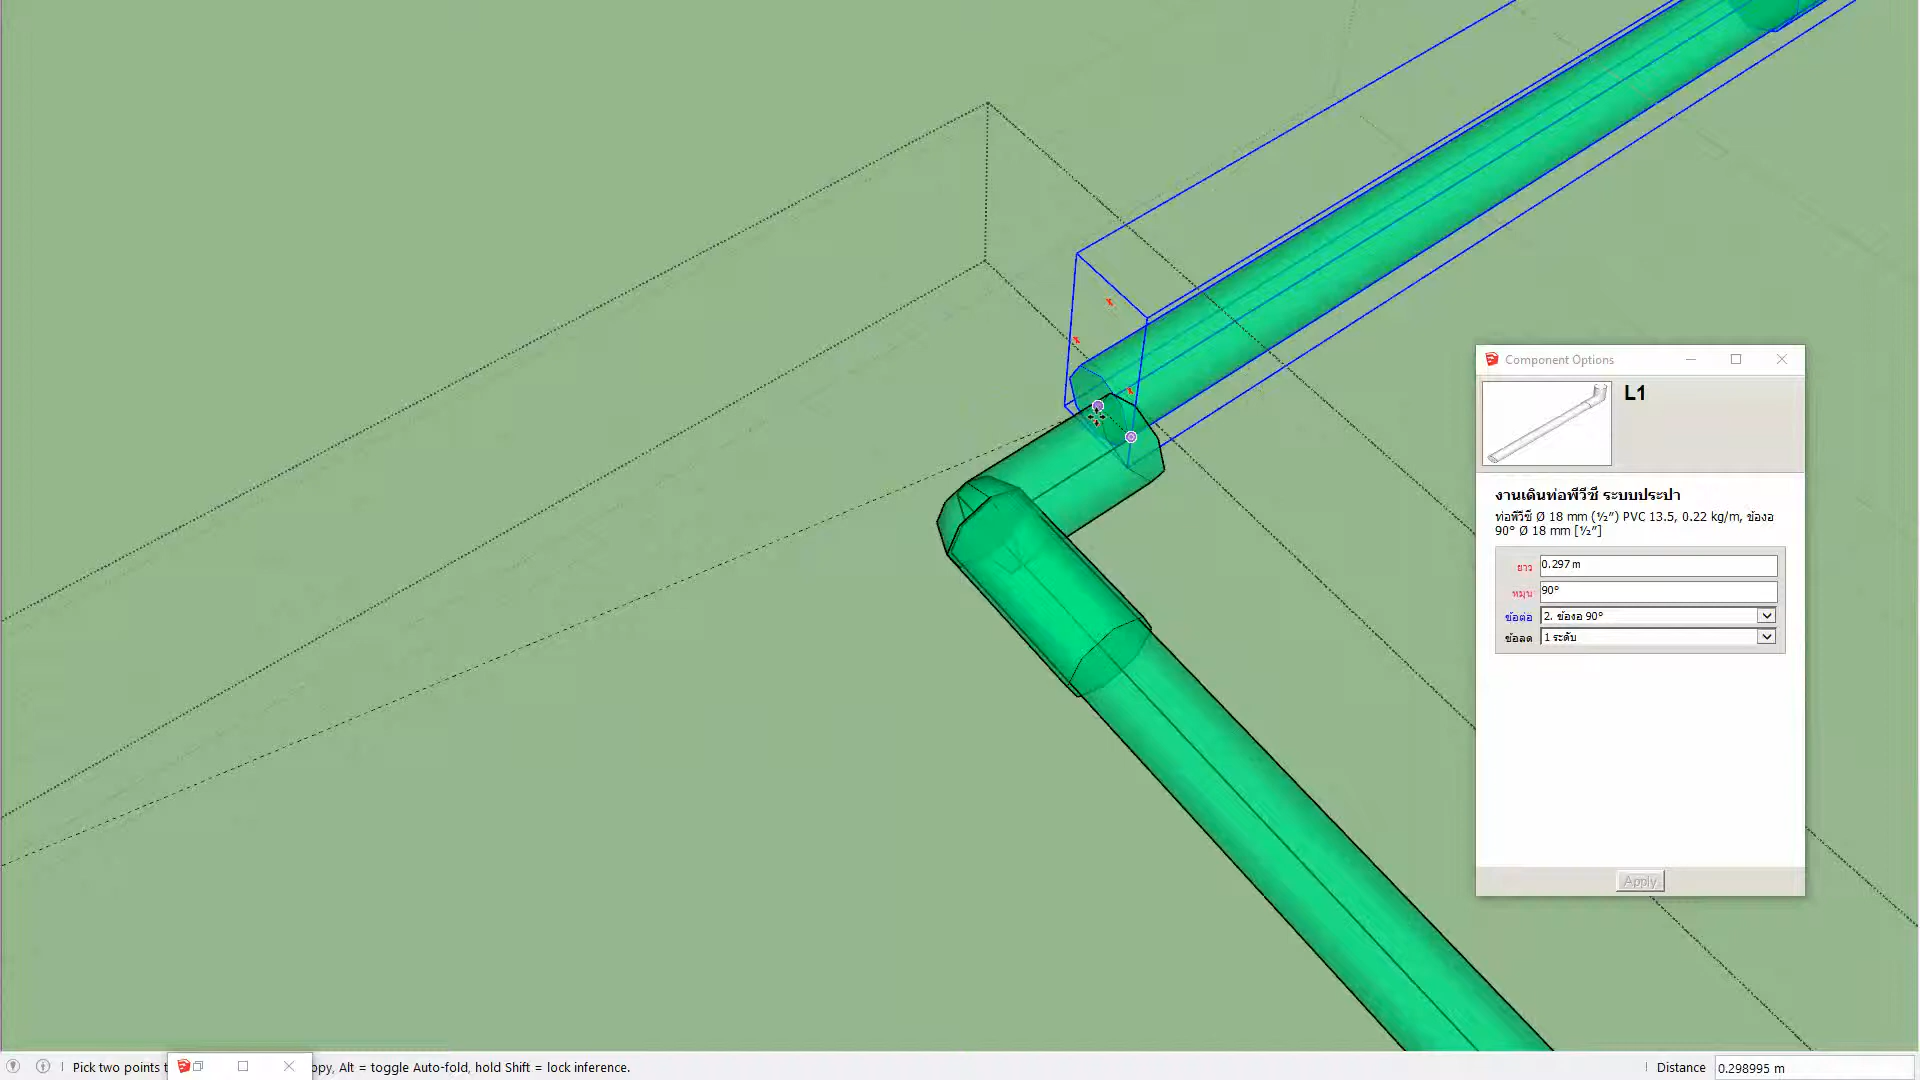 Component Options
L1
งานเดินท่อพีวีซี ระบบประปา
ท่อพีวีซี Ø 18 mm (½") PVC 13.5, 0.22 kg/m, ข้องอ
90° Ø 18 mm [½"]
ยาว 0.297 m
หมุน 90°
ข้อต่อ 2. ข้องอ 90°
ข้อลด 1 ระดับ
Apply
Pick two points
opy, Alt = toggle Auto-fold, hold Shift = lock inference.
Distance 0.298995 m